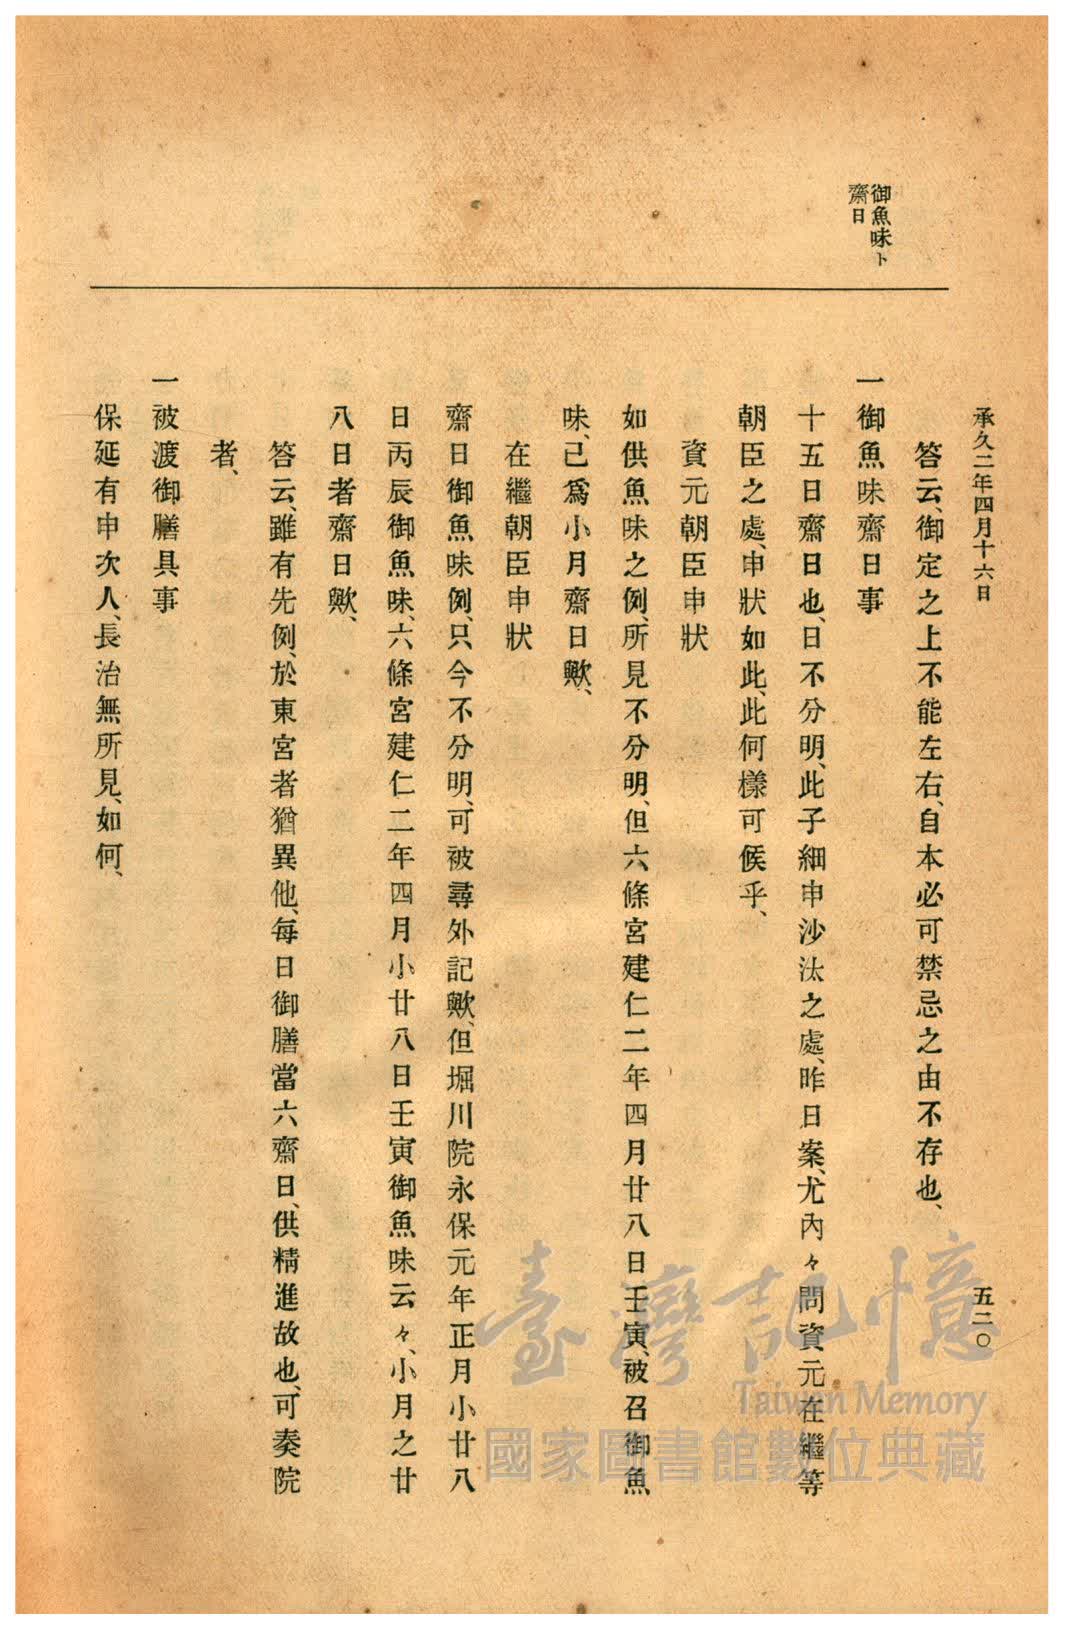 承久二年四月十六日
五二〇
御魚味ト
齋日
答云、御定之上不能左右、自本必可禁忌之由不存也、
一御魚味齋日事
十五日齋日也、日不分明、此子細申沙汰之處、昨日案、尤內々問資元在繼等
朝臣之處、申狀如此、此何樣可候乎、
資元朝臣申狀
如供魚味之例、所見不分明、但六條宮建仁二年四月廿八日壬寅、被召御魚
味、已爲小月齋日歟、
在繼朝臣申狀
齋日御魚味例、只今不分明、可被尋外記歟、但堀川院永保元年正月小廿八
日丙辰御魚味、六條宮建仁二年四月小廿八日壬寅御魚味云々、小月之廿
八日者齋日歟、
答云、雖有先例、於東宮者猶異他、每日御膳當六齋日、供精進故也、可奏院
者、
一被渡御膳具事
保延有申次人、長治無所見、如何、
臺灣記憶
Taiwan Memory
國家圖書館數位典藏